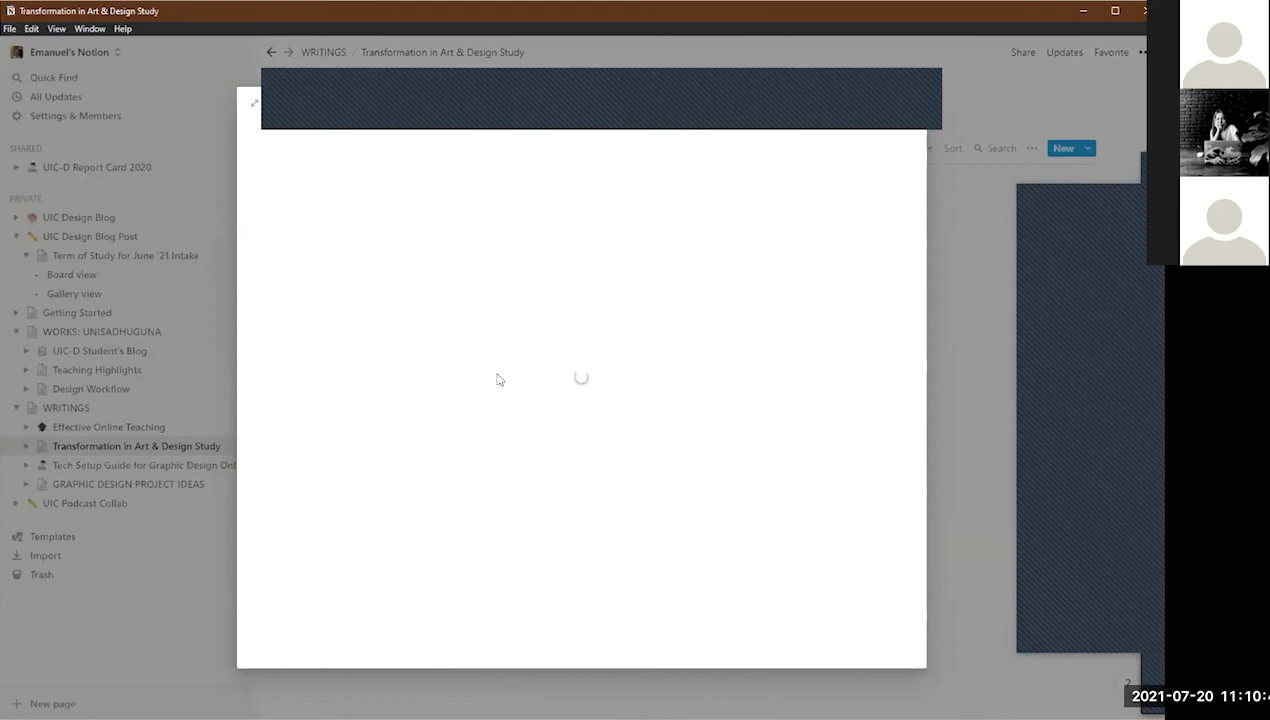 Transformation in Art & Design Study
File Edit View Window Help
Emanuel's Notion
WRITINGS / Transformation in Art & Design Study
Share Updates Favorite
Quick Find
All Updates
Settings & Members
Sort Search New
SHARED
UIC-D Report Card 2020
PRIVATE
UIC Design Blog
UIC Design Blog Post
Term of Study for June '21 Intake
Board view
Gallery view
Getting Started
WORKS: UNISADHUGUNA
UIC-D Student's Blog
Teaching Highlights
Design Workflow
WRITINGS
Effective Online Teaching
Transformation in Art & Design Study
Tech Setup Guide for Graphic Design Onl
GRAPHIC DESIGN PROJECT IDEAS
UIC Podcast Collab
Templates
Import
Trash
New page
?
2021-07-20 11:10: